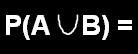 P(A ∪ B) =